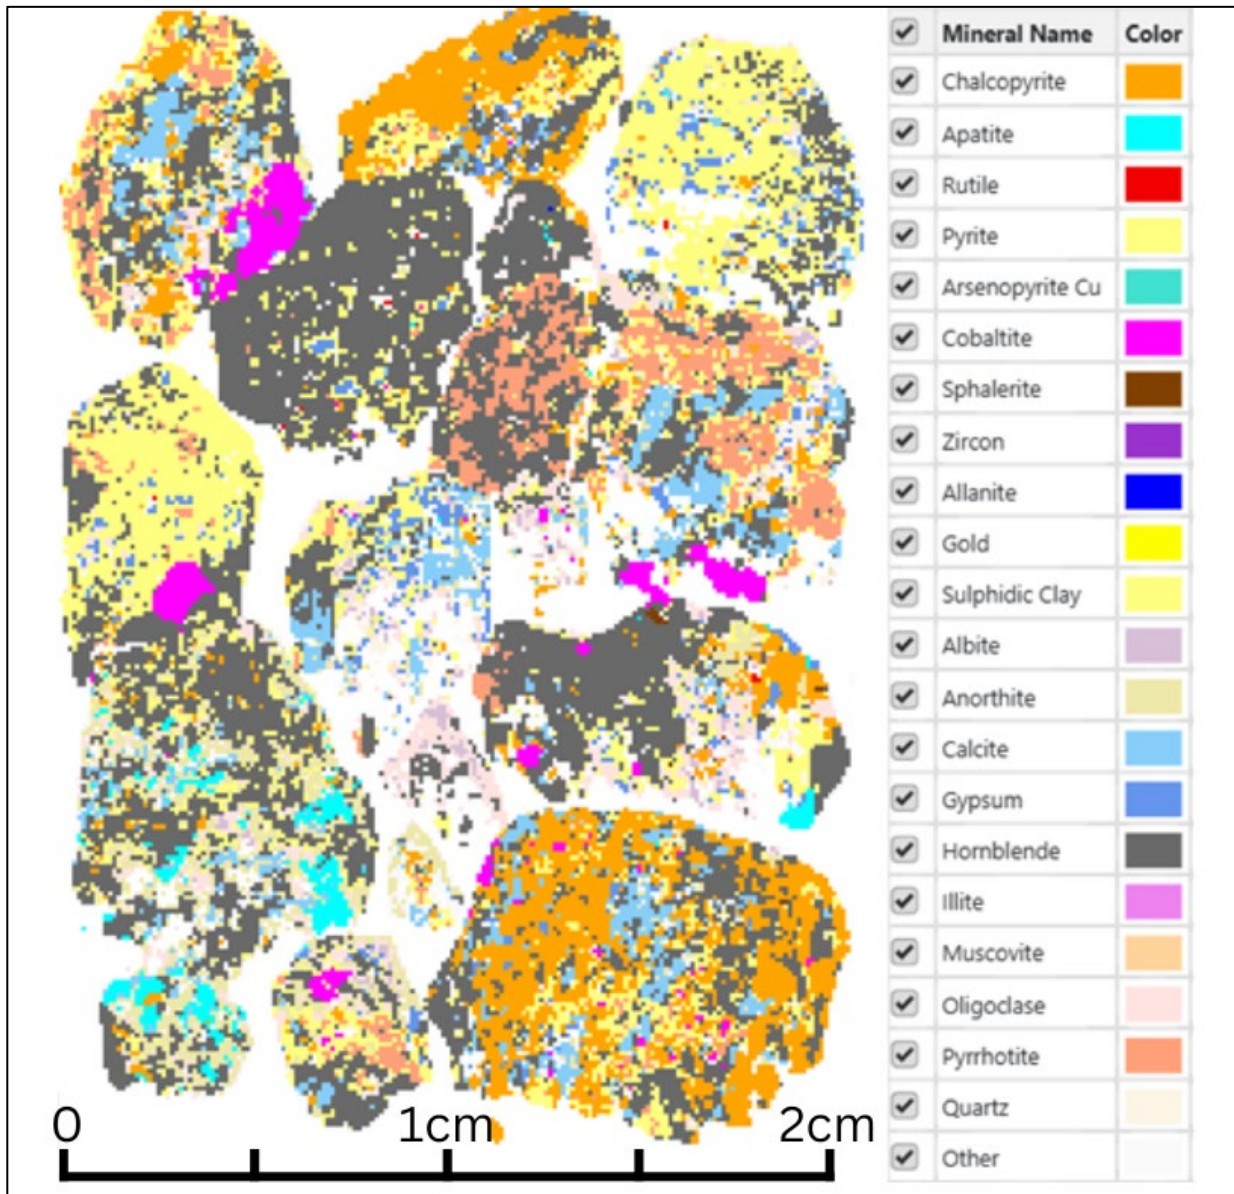 Mineral Name Color
Chalcopyrite
Apatite
Rutile
Pyrite
Arsenopyrite Cu
Cobaltite
Sphalerite
Zircon
Allanite
Gold
Sulphidic Clay
Albite
Anorthite
Calcite
Gypsum
Hornblende
Illite
Muscovite
Oligoclase
Pyrrhotite
Quartz
Other
0 1cm 2cm